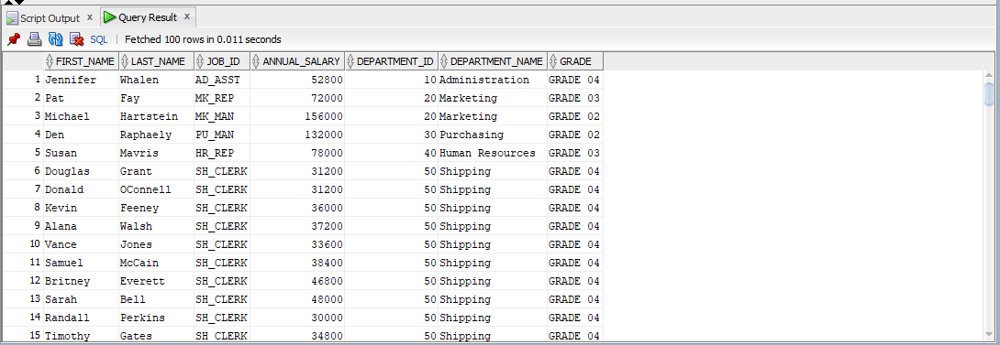 Script Output x Query Result x
SQL | Fetched 100 rows in 0.011 seconds
FIRST_NAME LAST_NAME JOB_ID ANNUAL_SALARY DEPARTMENT_ID DEPARTMENT_NAME GRADE
1 Jennifer Whalen AD_ASST 52800 10 Administration GRADE 04
2 Pat Fay MK_REP 72000 20 Marketing GRADE 03
3 Michael Hartstein MK_MAN 156000 20 Marketing GRADE 02
4 Den Raphaely PU_MAN 132000 30 Purchasing GRADE 02
5 Susan Mavris HR_REP 78000 40 Human Resources GRADE 03
6 Douglas Grant SH_CLERK 31200 50 Shipping GRADE 04
7 Donald OConnell SH_CLERK 31200 50 Shipping GRADE 04
8 Kevin Feeney SH_CLERK 36000 50 Shipping GRADE 04
9 Alana Walsh SH_CLERK 37200 50 Shipping GRADE 04
10 Vance Jones SH_CLERK 33600 50 Shipping GRADE 04
11 Samuel McCain SH_CLERK 38400 50 Shipping GRADE 04
12 Britney Everett SH_CLERK 46800 50 Shipping GRADE 04
13 Sarah Bell SH_CLERK 48000 50 Shipping GRADE 04
14 Randall Perkins SH_CLERK 30000 50 Shipping GRADE 04
15 Timothy Gates SH_CLERK 34800 50 Shipping GRADE 04